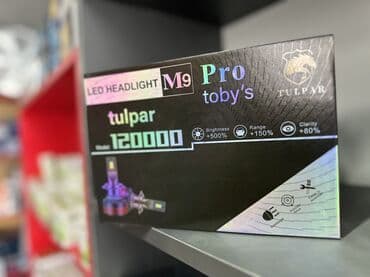 LED HEADLIGHT M9 Pro
toby's
TULPAR
tulpar
Model: 120000
Brightness +500%
Range +150%
Clarity +80%